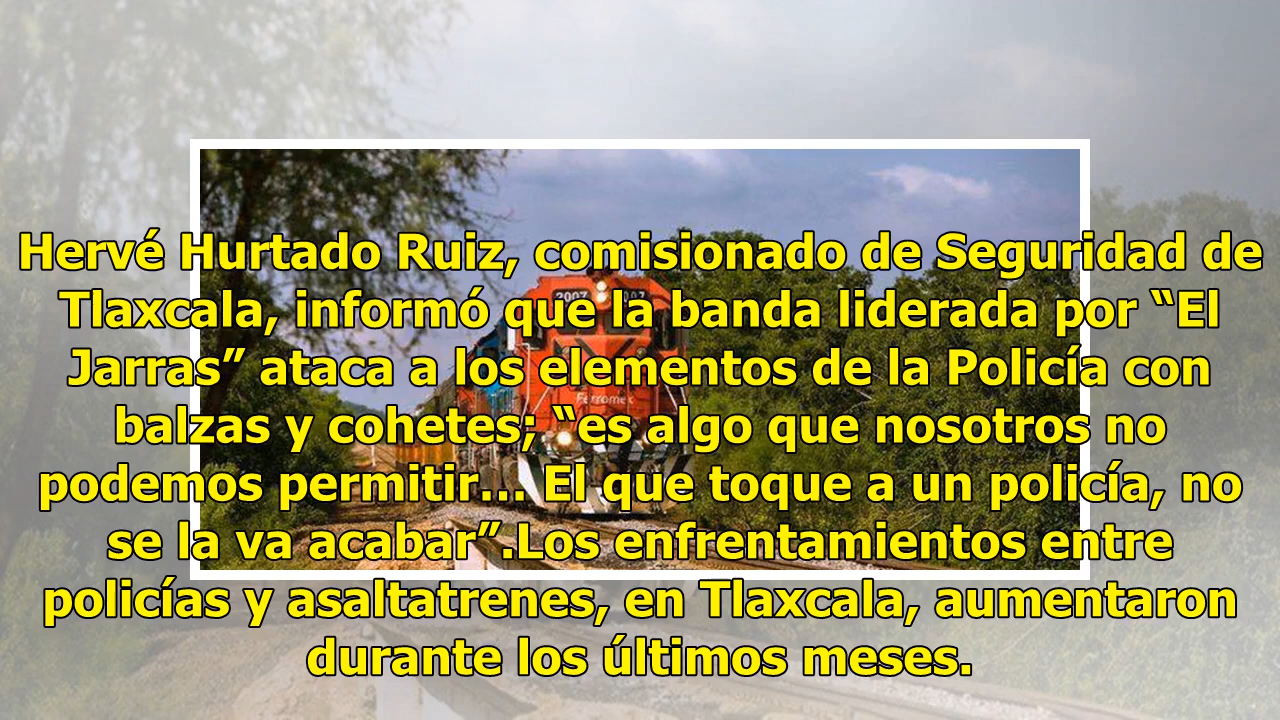 Hervé Hurtado Ruiz, comisionado de Seguridad de
Tlaxcala, informó que la banda liderada por “El
Jarras” ataca a los elementos de la Policía con
balzas y cohetes; “es algo que nosotros no
podemos permitir... El que toque a un policía, no
se la va acabar”.Los enfrentamientos entre
policías y asaltatrenes, en Tlaxcala, aumentaron
durante los últimos meses.
2007
Ferromex